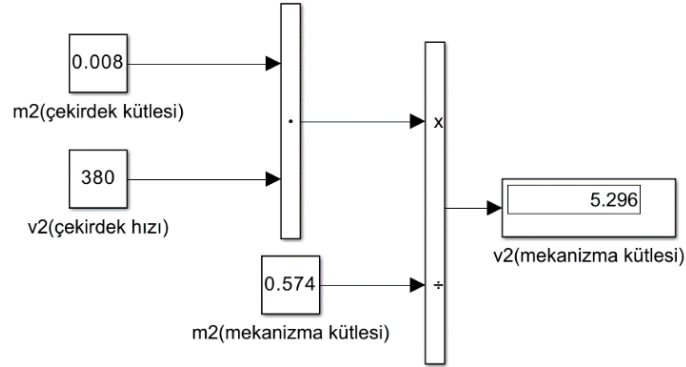 0.008
m2(çekirdek kütlesi)
380
v2(çekirdek hızı)
0.574
m2(mekanizma kütlesi)
.
x
÷
5.296
v2(mekanizma kütlesi)